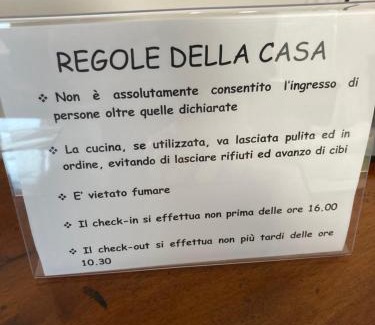 REGOLE DELLA CASA
❖ Non è assolutamente consentito l'ingresso di
persone oltre quelle dichiarate
❖ La cucina, se utilizzata, va lasciata pulita ed in
ordine, evitando di lasciare rifiuti ed avanzo di cibi
❖ E' vietato fumare
❖ Il check-in si effettua non prima delle ore 16.00
❖ Il check-out si effettua non più tardi delle ore
10.30